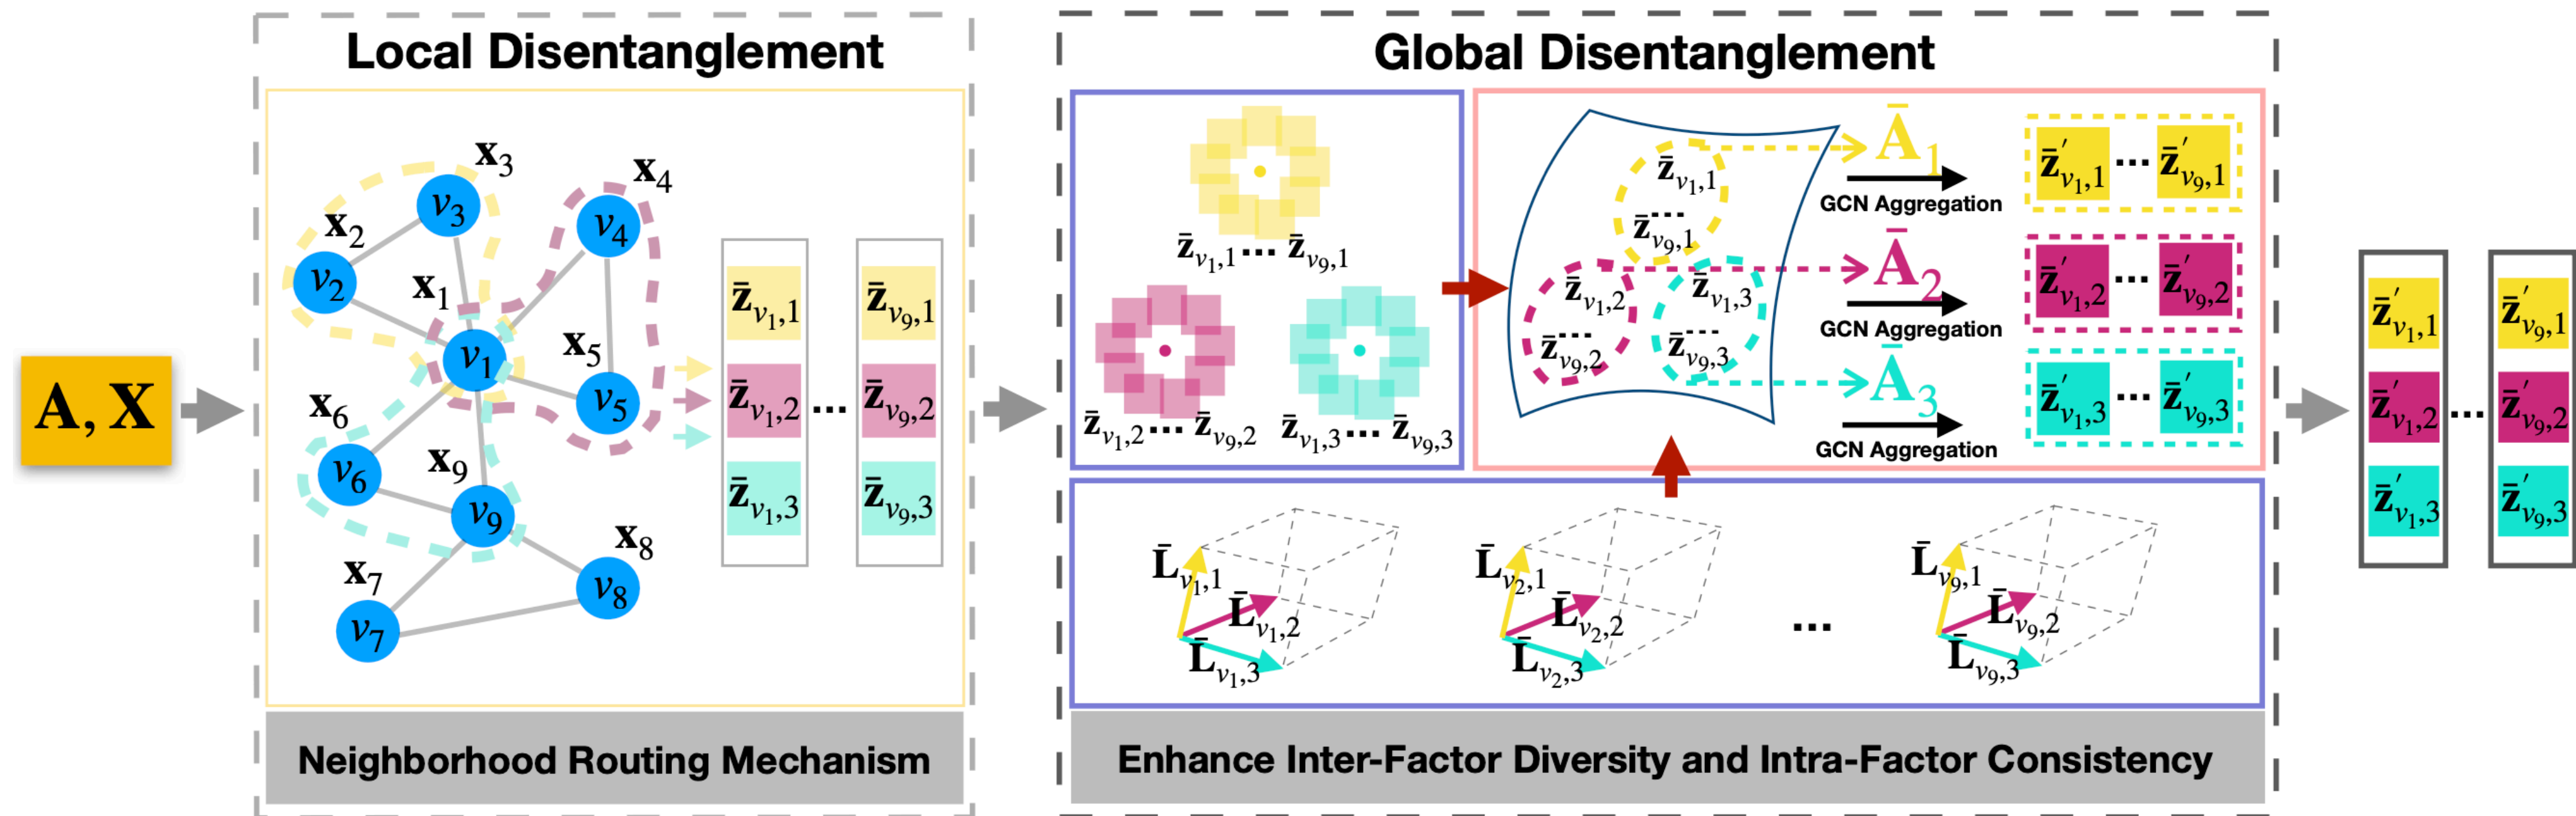 A, X
Local Disentanglement
x₃
x₄
v₃
v₄
x₂
v₂
x₁
v₁
x₅
v₅
x₆
v₆
x₉
v₉
x₈
v₈
x₇
v₇
z̄_{v₁,1} z̄_{v₉,1}
z̄_{v₁,2} ... z̄_{v₉,2}
z̄_{v₁,3} z̄_{v₉,3}
Neighborhood Routing Mechanism
Global Disentanglement
z̄_{v₁,1} ... z̄_{v₉,1}
z̄_{v₁,2} ... z̄_{v₉,2}
z̄_{v₁,3} ... z̄_{v₉,3}
z̄_{v₁,1}
...
z̄_{v₉,1}
z̄_{v₁,2}
...
z̄_{v₉,2}
z̄_{v₁,3}
...
z̄_{v₉,3}
Ā₁
GCN Aggregation
z̄′_{v₁,1} ... z̄′_{v₉,1}
Ā₂
GCN Aggregation
z̄′_{v₁,2} ... z̄′_{v₉,2}
Ā₃
GCN Aggregation
z̄′_{v₁,3} ... z̄′_{v₉,3}
L̄_{v₁,1}
L̄_{v₁,2}
L̄_{v₁,3}
L̄_{v₂,1}
L̄_{v₂,2}
L̄_{v₂,3}
...
L̄_{v₉,1}
L̄_{v₉,2}
L̄_{v₉,3}
Enhance Inter-Factor Diversity and Intra-Factor Consistency
z̄′_{v₁,1} z̄′_{v₉,1}
z̄′_{v₁,2} ... z̄′_{v₉,2}
z̄′_{v₁,3} z̄′_{v₉,3}